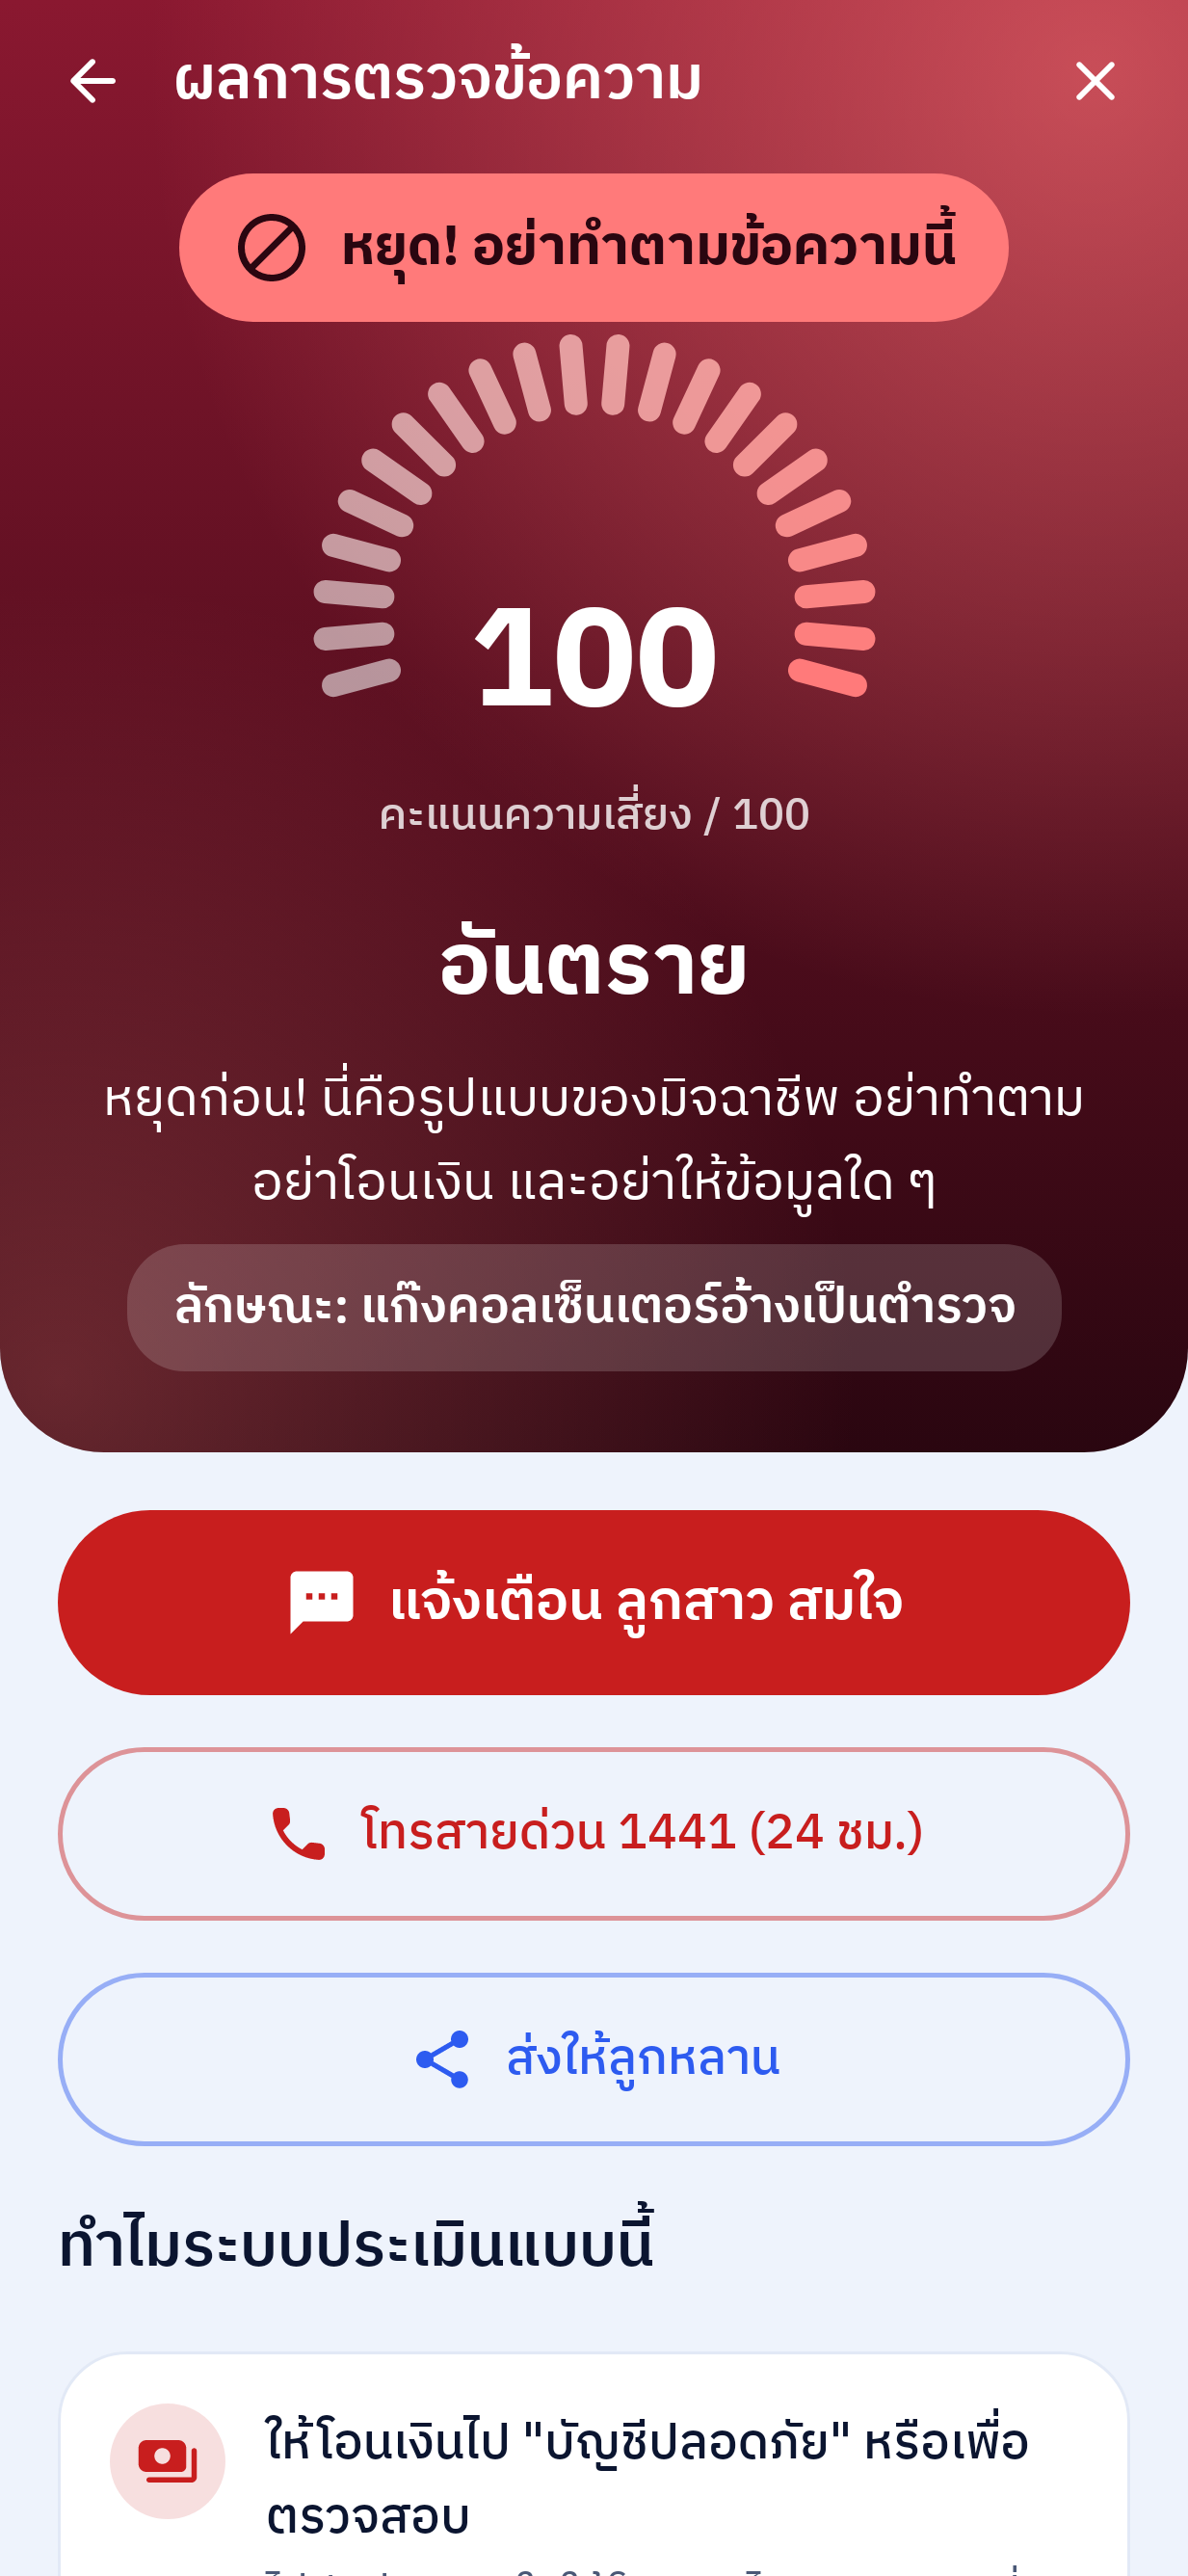 ผลการตรวจข้อความ
หยุด! อย่าทำตามข้อความนี้
100
คะแนนความเสี่ยง / 100
อันตราย
หยุดก่อน! นี่คือรูปแบบของมิจฉาชีพ อย่าทำตาม
อย่าโอนเงิน และอย่าให้ข้อมูลใด ๆ
ลักษณะ: แก๊งคอลเซ็นเตอร์อ้างเป็นตำรวจ
แจ้งเตือน ลูกสาว สมใจ
โทรสายด่วน 1441 (24 ชม.)
ส่งให้ลูกหลาน
ทำไมระบบประเมินแบบนี้
ให้โอนเงินไป "บัญชีปลอดภัย" หรือเพื่อ
ตรวจสอบ